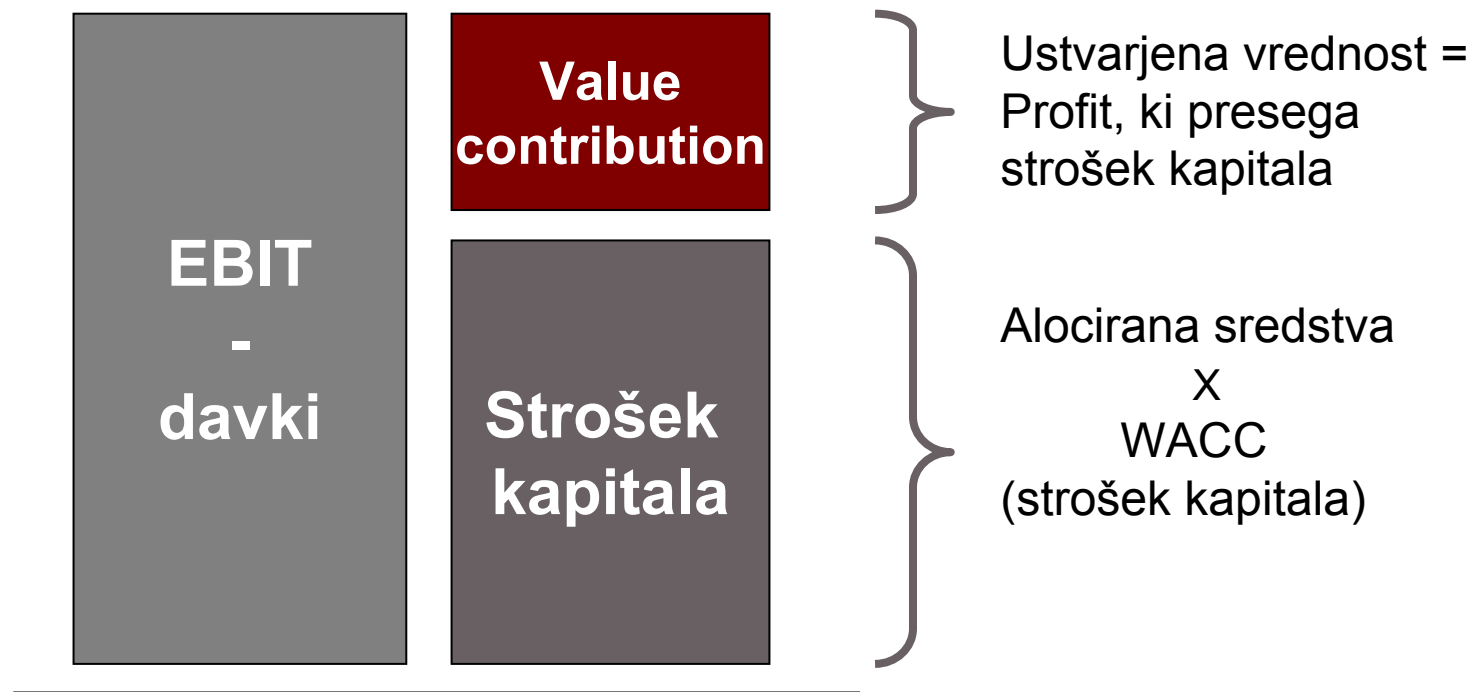 EBIT
-
davki
Value
contribution
Strošek
kapitala
Ustvarjena vrednost =
Profit, ki presega
strošek kapitala
Alocirana sredstva
X
WACC
(strošek kapitala)